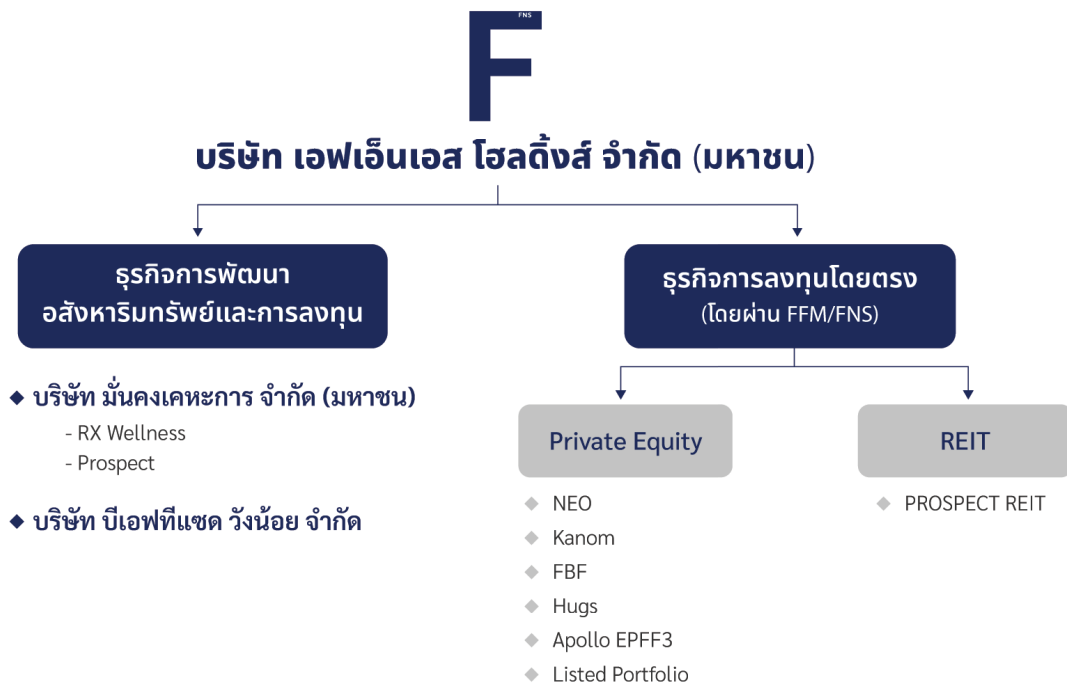 FNS
F
บริษัท เอฟเอ็นเอส โฮลดิ้งส์ จำกัด (มหาชน)
ธุรกิจการพัฒนา
อสังหาริมทรัพย์และการลงทุน
◆ บริษัท มั่นคงเคหะการ จำกัด (มหาชน)
- RX Wellness
- Prospect
◆ บริษัท บีเอฟทีแซด วังน้อย จำกัด
ธุรกิจการลงทุนโดยตรง
(โดยผ่าน FFM/FNS)
Private Equity
◆ NEO
◆ Kanom
◆ FBF
◆ Hugs
◆ Apollo EPFF3
◆ Listed Portfolio
REIT
◆ PROSPECT REIT